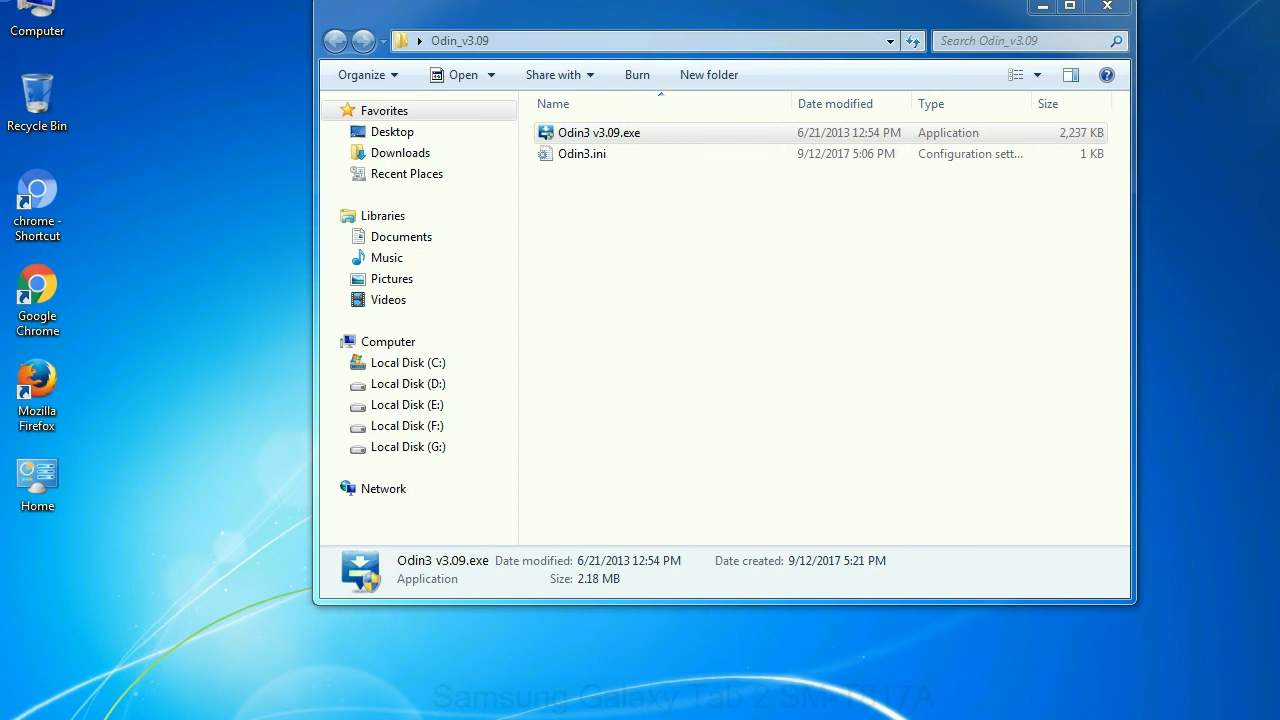 Computer
Recycle Bin
chrome -
Shortcut
Google
Chrome
Mozilla
Firefox
Home
Odin_v3.09
Search Odin_v3.09
Organize
Open
Share with
Burn
New folder
Name
Date modified
Type
Size
Odin3 v3.09.exe
6/21/2013 12:54 PM
Application
2,237 KB
Odin3.ini
9/12/2017 5:06 PM
Configuration sett...
1 KB
Favorites
Desktop
Downloads
Recent Places
Libraries
Documents
Music
Pictures
Videos
Computer
Local Disk (C:)
Local Disk (D:)
Local Disk (E:)
Local Disk (F:)
Local Disk (G:)
Network
Odin3 v3.09.exe Date modified: 6/21/2013 12:54 PM Date created: 9/12/2017 5:21 PM
Application Size: 2.18 MB
Samsung Galaxy Tab 2 SM-T817A